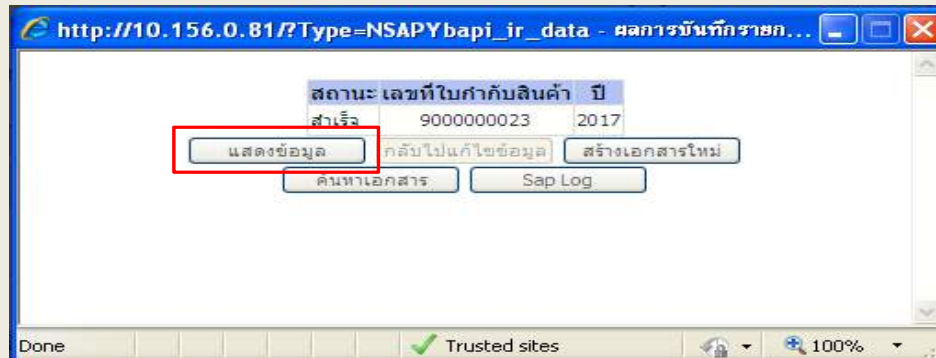 http://10.156.0.81/?Type=NSAPYbapi_ir_data - ผลการบันทึกรายก...
สถานะ เลขที่ใบกำกับสินค้า ปี
สำเร็จ 9000000023 2017
แสดงข้อมูล กลับไปแก้ไขข้อมูล สร้างเอกสารใหม่
ค้นหาเอกสาร Sap Log
Done Trusted sites 100%